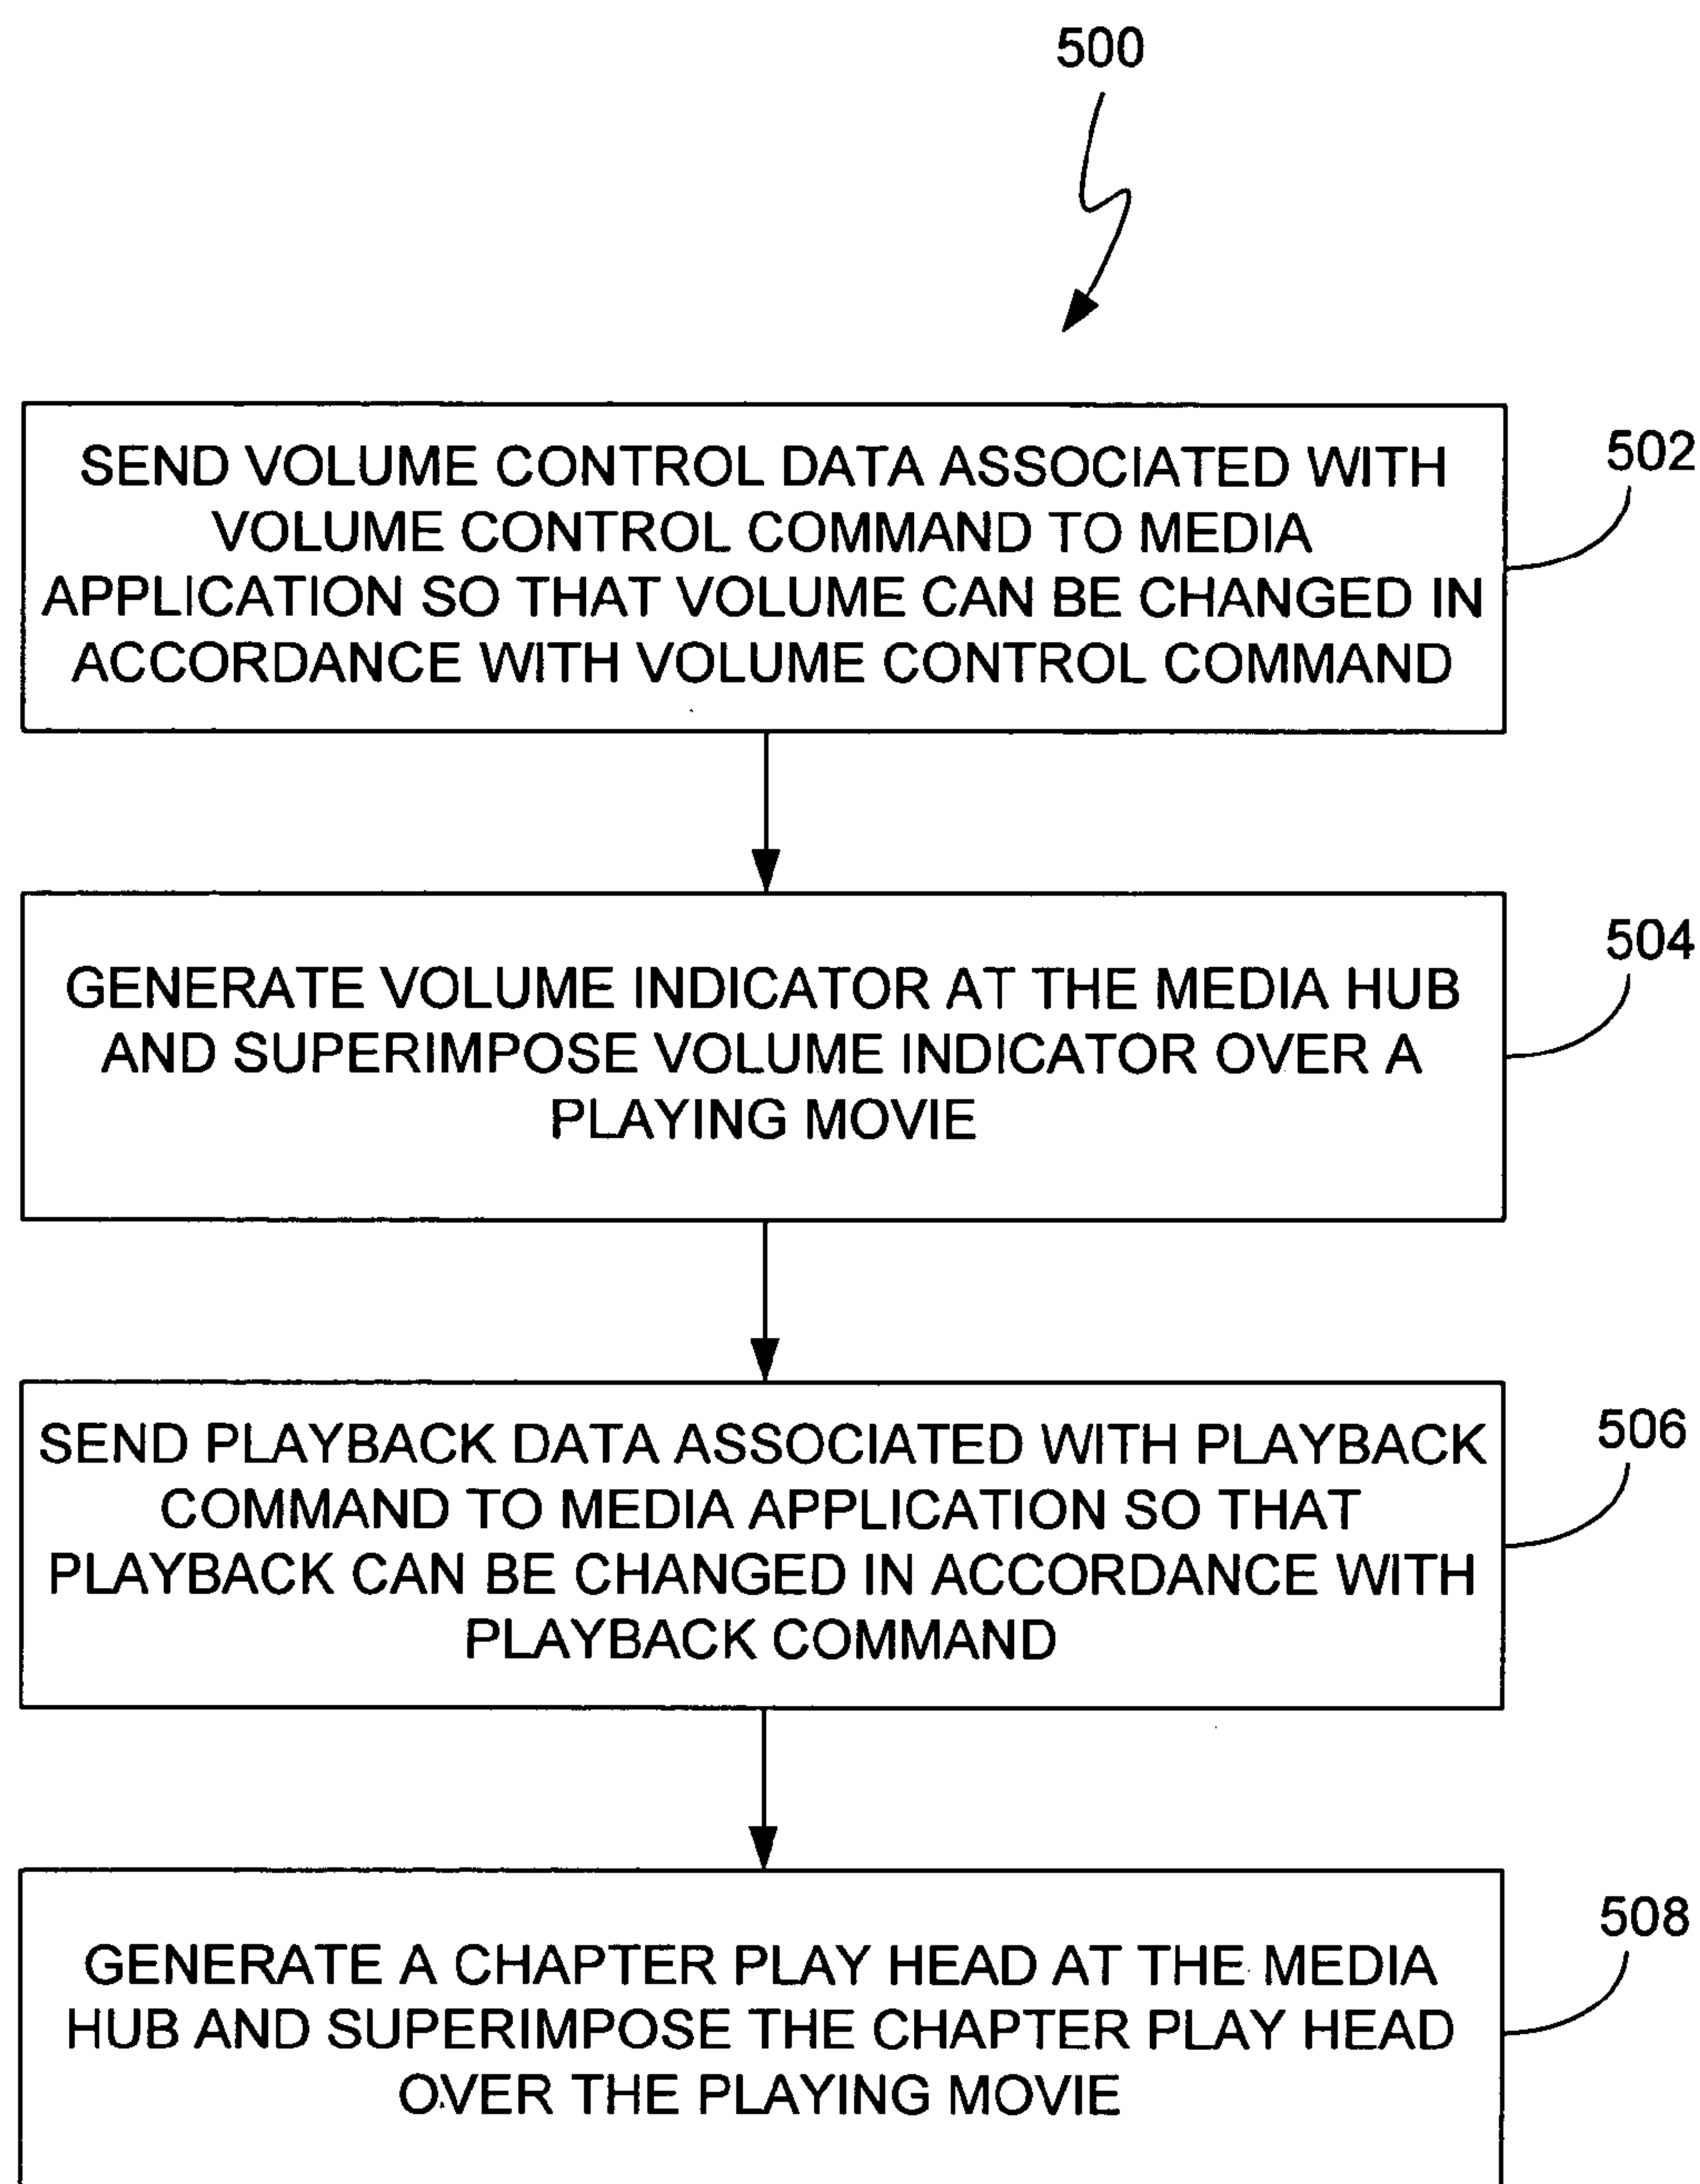 500
SEND VOLUME CONTROL DATA ASSOCIATED WITH
VOLUME CONTROL COMMAND TO MEDIA
APPLICATION SO THAT VOLUME CAN BE CHANGED IN
ACCORDANCE WITH VOLUME CONTROL COMMAND
502
GENERATE VOLUME INDICATOR AT THE MEDIA HUB
AND SUPERIMPOSE VOLUME INDICATOR OVER A
PLAYING MOVIE
504
SEND PLAYBACK DATA ASSOCIATED WITH PLAYBACK
COMMAND TO MEDIA APPLICATION SO THAT
PLAYBACK CAN BE CHANGED IN ACCORDANCE WITH
PLAYBACK COMMAND
506
GENERATE A CHAPTER PLAY HEAD AT THE MEDIA
HUB AND SUPERIMPOSE THE CHAPTER PLAY HEAD
OVER THE PLAYING MOVIE
508